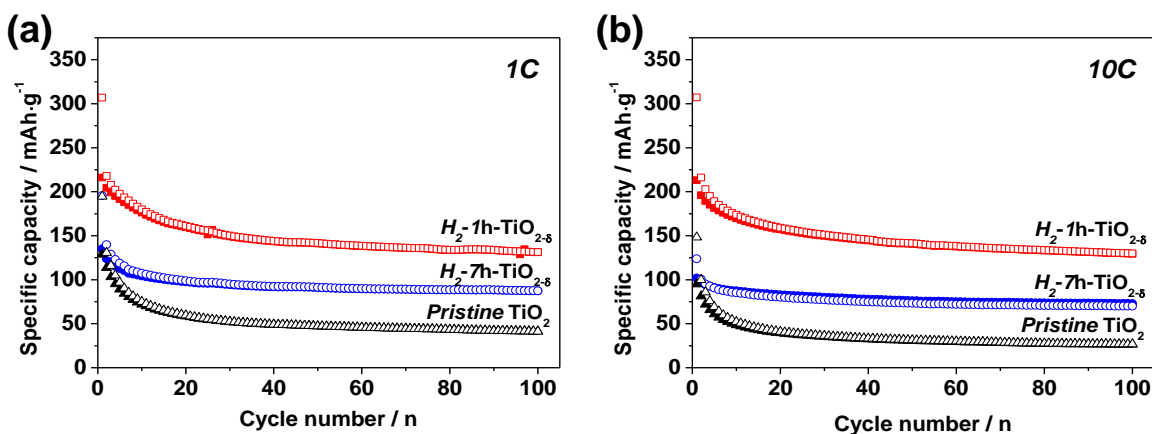 (a)
1C
350
300
250
200
150
100
50
0
Specific capacity / mAh·g⁻¹
H₂-1h-TiO₂₋δ
H₂-7h-TiO₂₋δ
Pristine TiO₂
0 20 40 60 80 100
Cycle number / n
(b)
10C
350
300
250
200
150
100
50
0
Specific capacity / mAh·g⁻¹
H₂-1h-TiO₂₋δ
H₂-7h-TiO₂₋δ
Pristine TiO₂
0 20 40 60 80 100
Cycle number / n